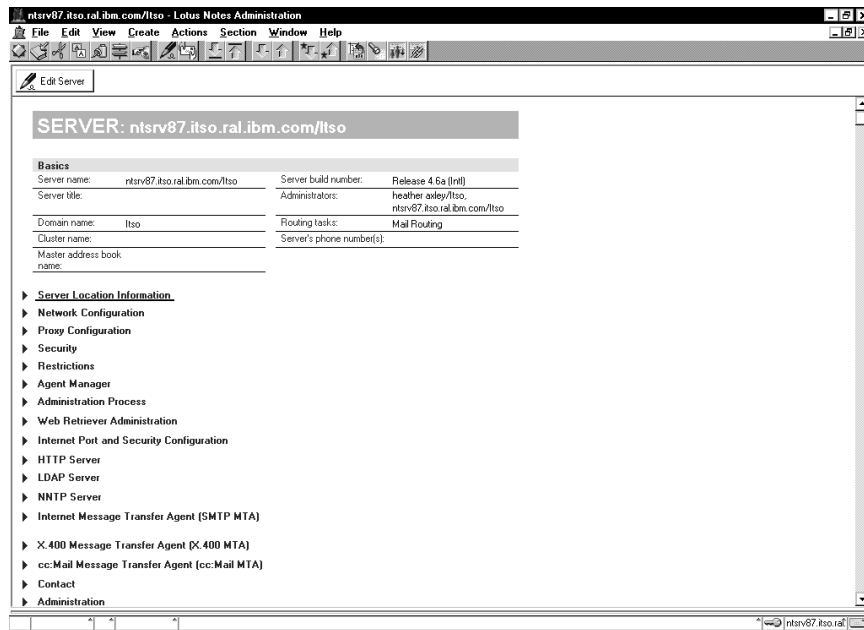 ntsrv87.itso.ral.ibm.com/Itso - Lotus Notes Administration
File Edit View Create Actions Section Window Help
Edit Server
SERVER: ntsrv87.itso.ral.ibm.com/Itso
Basics
Server name: ntsrv87.itso.ral.ibm.com/Itso Server build number: Release 4.6a (Intl)
Server title: Administrators: heather axley/Itso,
ntsrv87.itso.ral.ibm.com/Itso
Domain name: Itso Routing tasks: Mail Routing
Cluster name: Server's phone number(s):
Master address book
name:
Server Location Information
Network Configuration
Proxy Configuration
Security
Restrictions
Agent Manager
Administration Process
Web Retriever Administration
Internet Port and Security Configuration
HTTP Server
LDAP Server
NNTP Server
Internet Message Transfer Agent (SMTP MTA)
X.400 Message Transfer Agent (X.400 MTA)
cc:Mail Message Transfer Agent (cc:Mail MTA)
Contact
Administration
ntsrv87.itso.ral